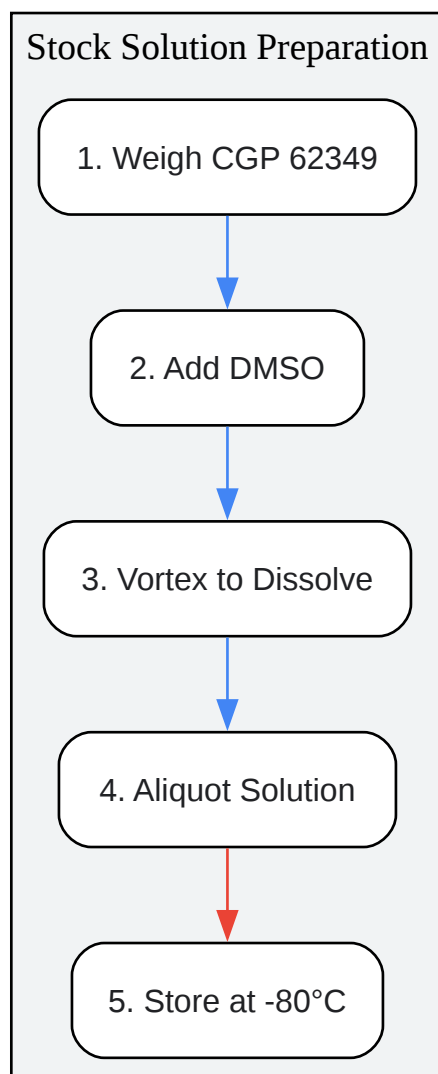 Stock Solution Preparation
1. Weigh CGP 62349
2. Add DMSO
3. Vortex to Dissolve
4. Aliquot Solution
5. Store at -80°C